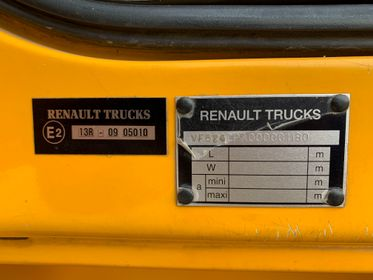 RENAULT TRUCKS
E2 13R - 09 05010
RENAULT TRUCKS
L m
W m
a mini m
maxi m